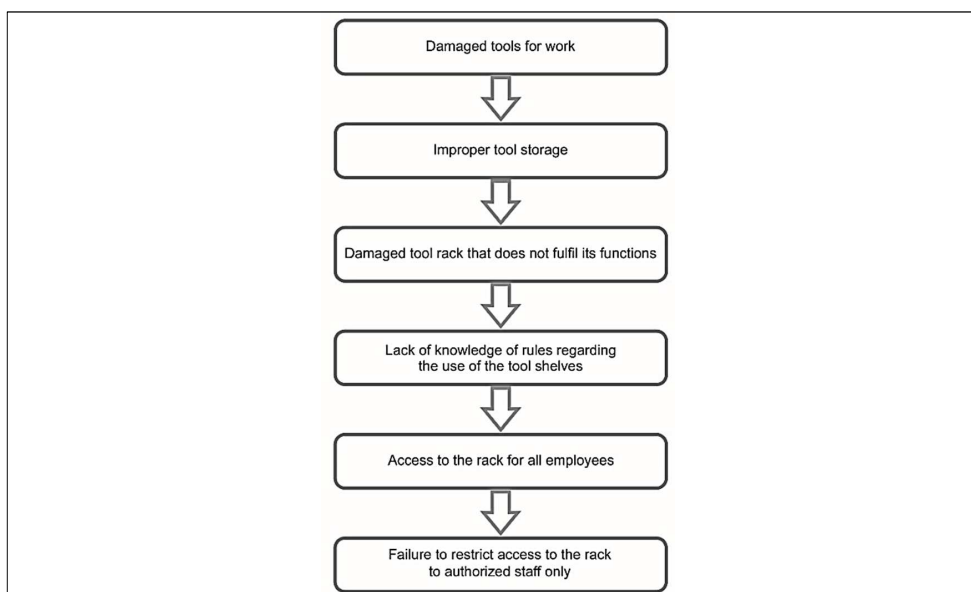 Damaged tools for work
Improper tool storage
Damaged tool rack that does not fulfil its functions
Lack of knowledge of rules regarding
the use of the tool shelves
Access to the rack for all employees
Failure to restrict access to the rack
to authorized staff only